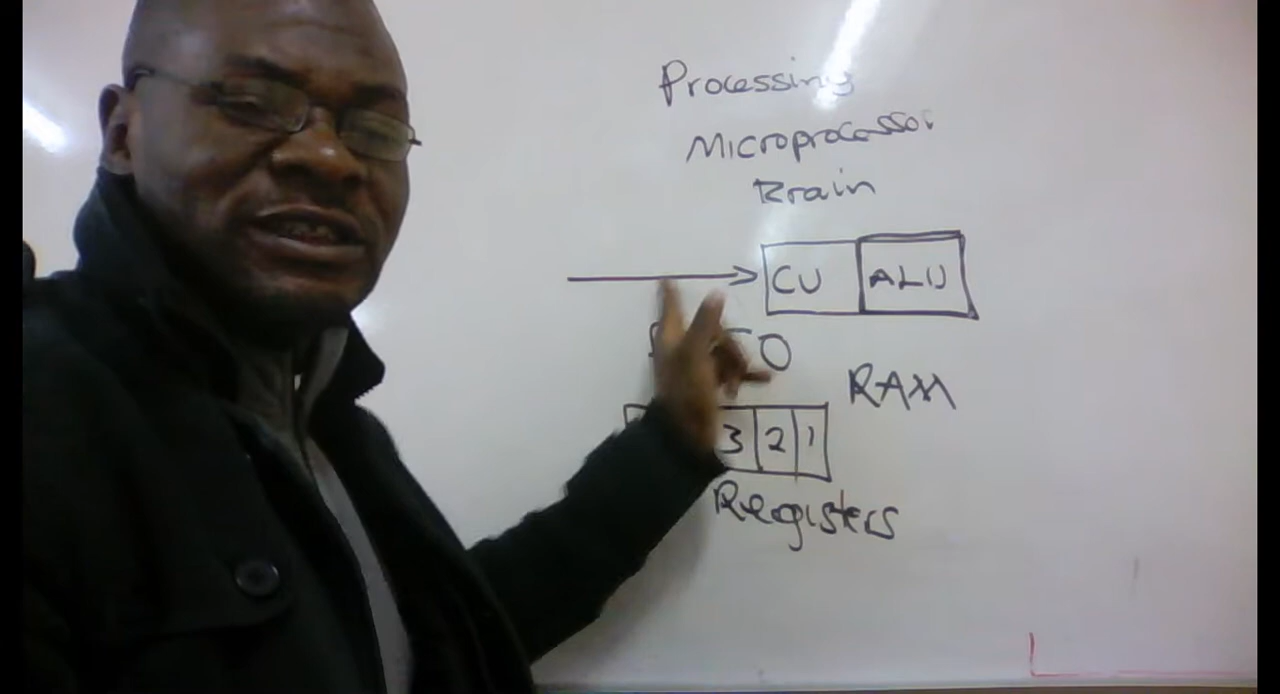 Processing
Microprocessor
Brain
CU ALU
RAM
3 2 1
Registers